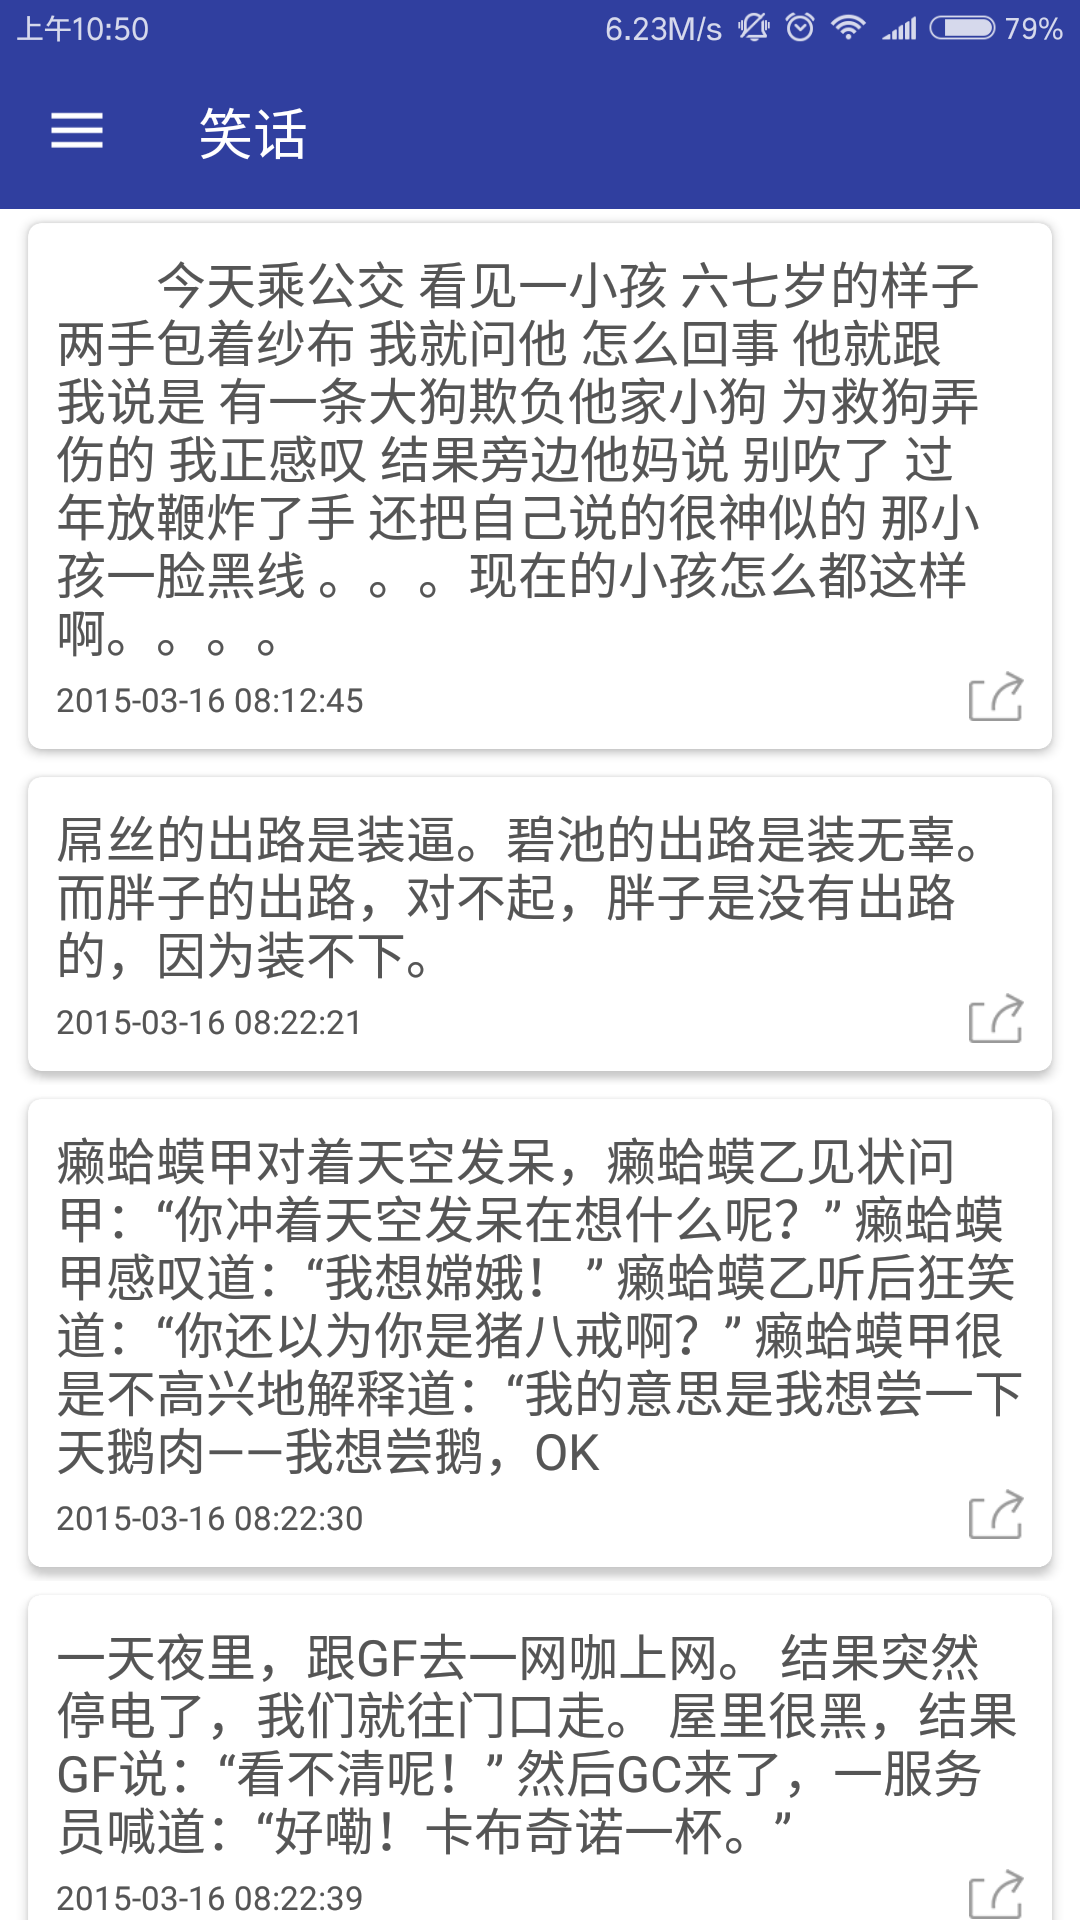 上午10:50 6.23M/s 79%
笑话
今天乘公交 看见一小孩 六七岁的样子
两手包着纱布 我就问他 怎么回事 他就跟
我说是 有一条大狗欺负他家小狗 为救狗弄
伤的 我正感叹 结果旁边他妈说 别吹了 过
年放鞭炸了手 还把自己说的很神似的 那小
孩一脸黑线 。。。现在的小孩怎么都这样
啊。。。。
2015-03-16 08:12:45
屌丝的出路是装逼。碧池的出路是装无辜。
而胖子的出路，对不起，胖子是没有出路
的，因为装不下。
2015-03-16 08:22:21
癞蛤蟆甲对着天空发呆，癞蛤蟆乙见状问
甲：“你冲着天空发呆在想什么呢？” 癞蛤蟆
甲感叹道：“我想嫦娥！ ” 癞蛤蟆乙听后狂笑
道：“你还以为你是猪八戒啊？” 癞蛤蟆甲很
是不高兴地解释道：“我的意思是我想尝一下
天鹅肉——我想尝鹅，OK
2015-03-16 08:22:30
一天夜里，跟GF去一网咖上网。 结果突然
停电了，我们就往门口走。 屋里很黑，结果
GF说：“看不清呢！” 然后GC来了，一服务
员喊道：“好嘞！卡布奇诺一杯。”
2015-03-16 08:22:39